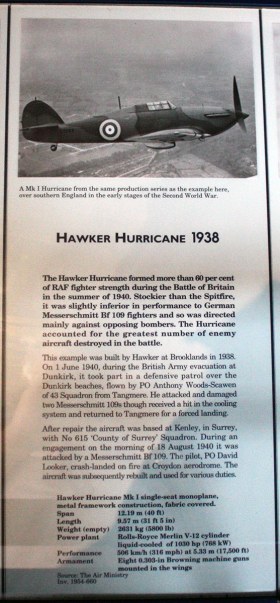 A Mk I Hurricane from the same production series as the example here,
over southern England in the early stages of the Second World War.
HAWKER HURRICANE 1938
The Hawker Hurricane formed more than 60 per cent
of RAF fighter strength during the Battle of Britain
in the summer of 1940. Stockier than the Spitfire,
it was slightly inferior in performance to German
Messerschmitt Bf 109 fighters and so was directed
mainly against opposing bombers. The Hurricane
accounted for the greatest number of enemy
aircraft destroyed in the battle.
This example was built by Hawker at Brooklands in 1938.
On 1 June 1940, during the British Army evacuation at
Dunkirk, it took part in a defensive patrol over the
Dunkirk beaches, flown by PO Anthony Woods-Scawen
of 43 Squadron from Tangmere. He attacked and damaged
two Messerschmitt 109s though received a hit in the cooling
system and returned to Tangmere for a forced landing.
After repair the aircraft was based at Kenley, in Surrey,
with No 615 'County of Surrey' Squadron. During an
engagement on the morning of 18 August 1940 it was
attacked by a Messerschmitt Bf 109. The pilot, PO David
Looker, crash-landed on fire at Croydon aerodrome. The
aircraft was subsequently rebuilt and used for various duties.
Hawker Hurricane Mk I single-seat monoplane,
metal framework construction, fabric covered.
Span 12.19 m (40 ft)
Length 9.57 m (31 ft 5 in)
Weight (empty) 2631 kg (5800 lb)
Power plant Rolls-Royce Merlin V-12 cylinder
liquid-cooled of 1030 hp (768 kW)
Performance 506 km/h (316 mph) at 5.33 m (17,500 ft)
Armament Eight 0.303-in Browning machine guns
mounted in the wings
Source: The Air Ministry
Inv. 1954-660